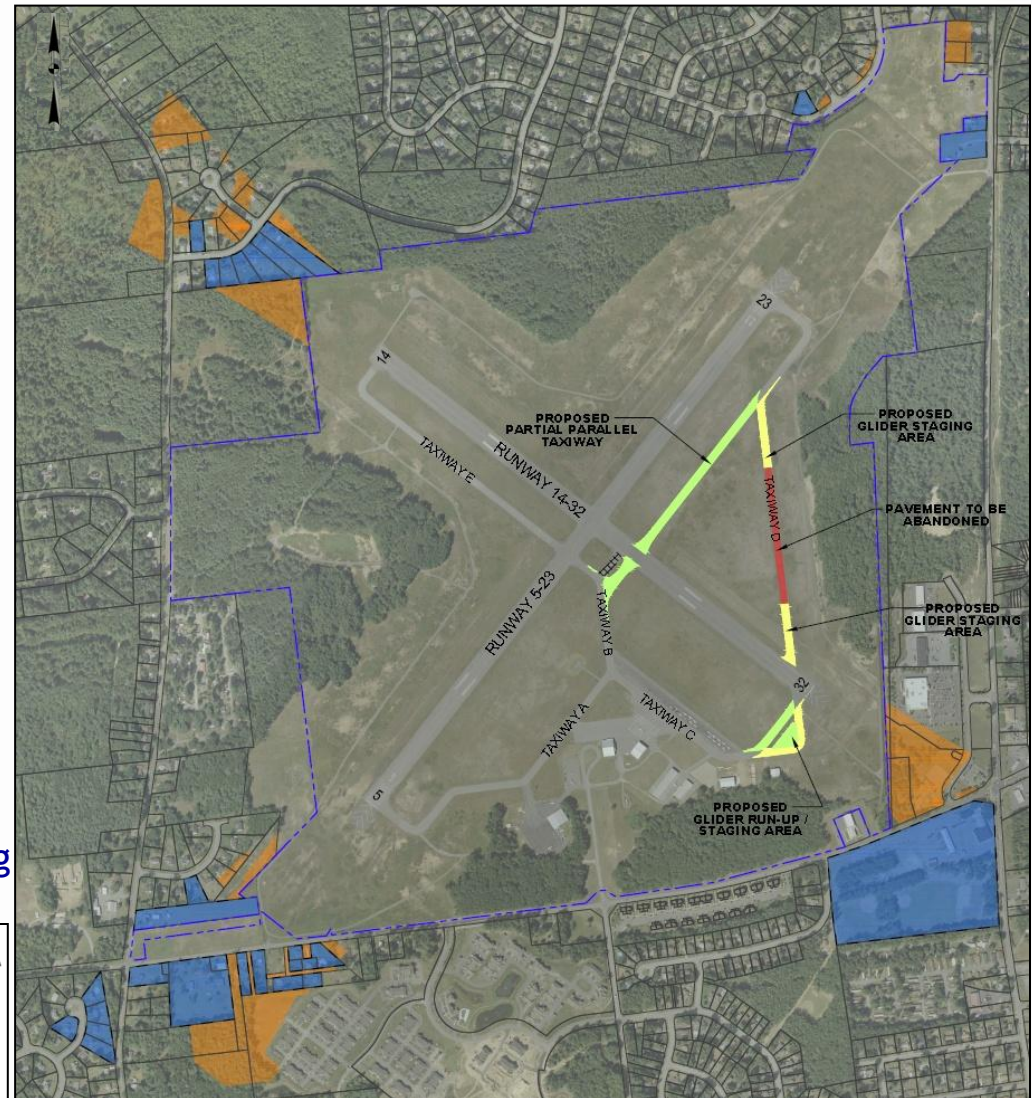 23
14
PROPOSED
PARTIAL PARALLEL
TAXIWAY
PROPOSED
GLIDER STAGING
AREA
TAXIWAY E
RUNWAY 14-32
TAXIWAY D
PAVEMENT TO BE
ABANDONED
RUNWAY 5-23
TAXIWAY B
PROPOSED
GLIDER STAGING
AREA
32
TAXIWAY A
TAXIWAY C
5
PROPOSED
GLIDER RUN-UP /
STAGING AREA
g